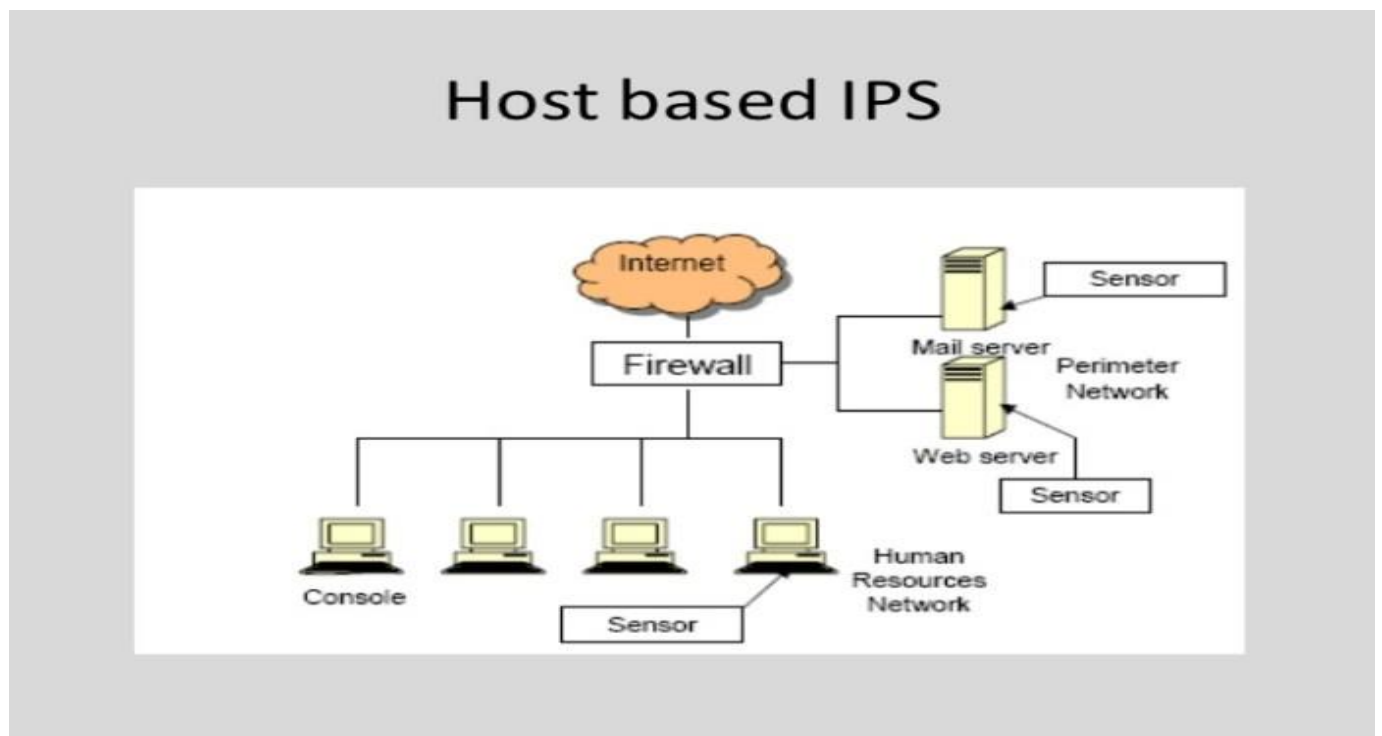 Host based IPS
Internet
Sensor
Firewall
Mail server
Perimeter
Network
Web server
Sensor
Human
Resources
Network
Console
Sensor